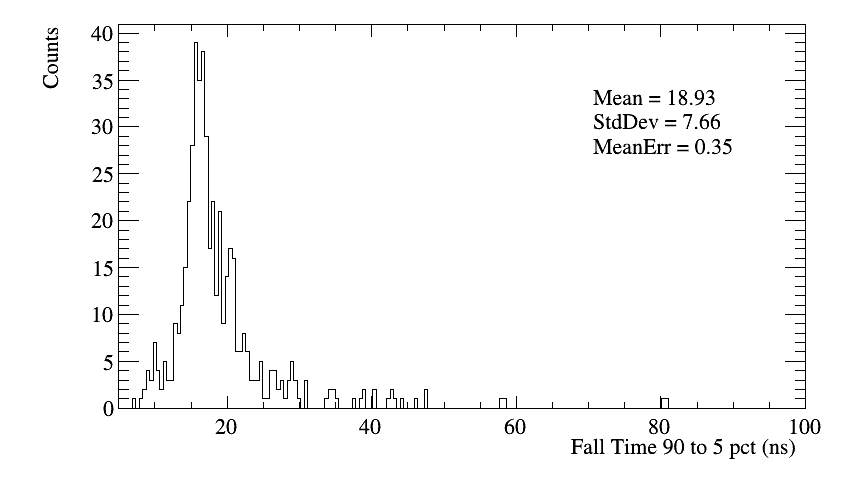 Counts
40
35
30
25
20
15
10
5
0
Mean = 18.93
StdDev = 7.66
MeanErr = 0.35
20 40 60 80 100
Fall Time 90 to 5 pct (ns)